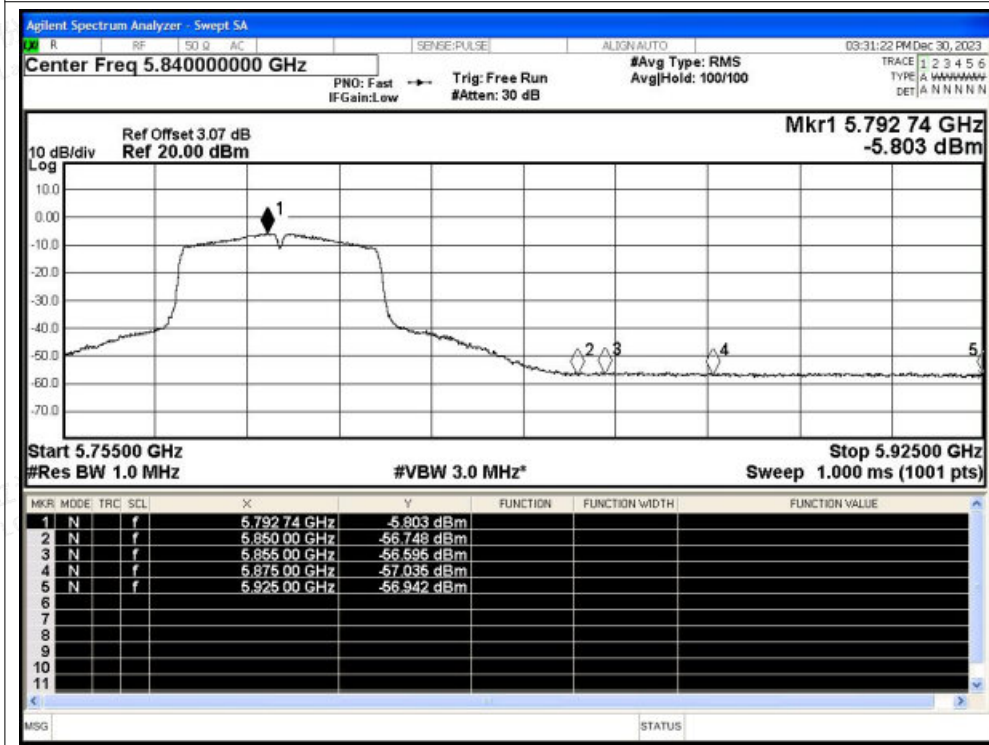 Agilent Spectrum Analyzer - Swept SA
R RF 50 Ω AC SENSE:PULSE ALIGN AUTO 03:31:22 PM Dec 30, 2023
Center Freq 5.840000000 GHz #Avg Type: RMS TRACE 1 2 3 4 5 6
PNO: Fast Trig: Free Run Avg|Hold: 100/100 TYPE A WWWWW
IFGain:Low #Atten: 30 dB DET A N N N N N
Mkr1 5.792 74 GHz
Ref Offset 3.07 dB
10 dB/div Ref 20.00 dBm -5.803 dBm
Log
10.0
0.00
1
-10.0
-20.0
-30.0
-40.0
2 3 4 5
-50.0
-60.0
-70.0
Start 5.75500 GHz Stop 5.92500 GHz
#Res BW 1.0 MHz #VBW 3.0 MHz* Sweep 1.000 ms (1001 pts)
MKR MODE TRC SCL X Y FUNCTION FUNCTION WIDTH FUNCTION VALUE
1 N f 5.792 74 GHz -5.803 dBm
2 N f 5.850 00 GHz -56.748 dBm
3 N f 5.855 00 GHz -56.595 dBm
4 N f 5.875 00 GHz -57.035 dBm
5 N f 5.925 00 GHz -56.942 dBm
6
7
8
9
10
11
MSG STATUS